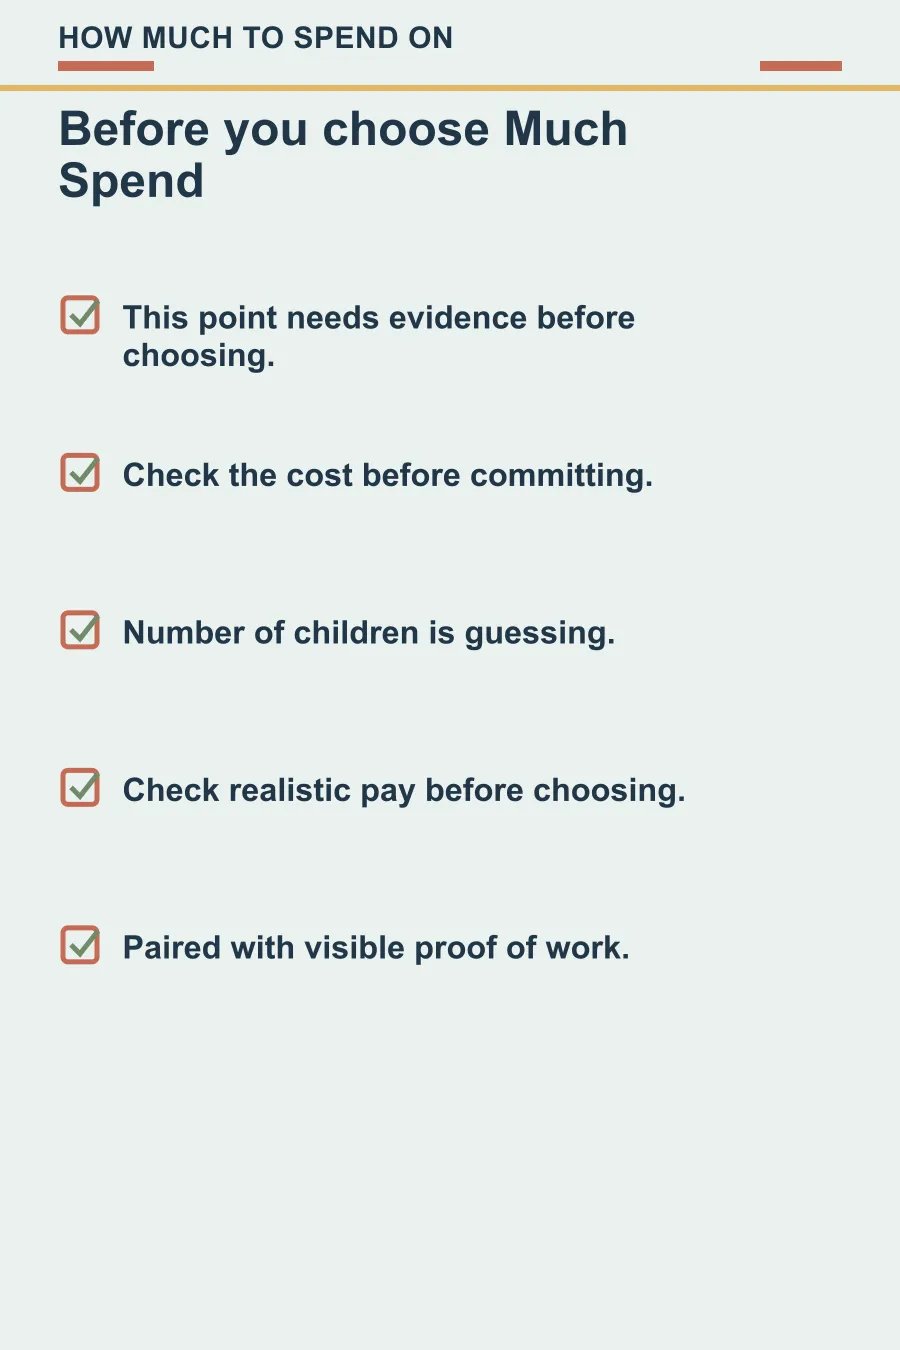 HOW MUCH TO SPEND ON
Before you choose Much
Spend
This point needs evidence before
choosing.
Check the cost before committing.
Number of children is guessing.
Check realistic pay before choosing.
Paired with visible proof of work.